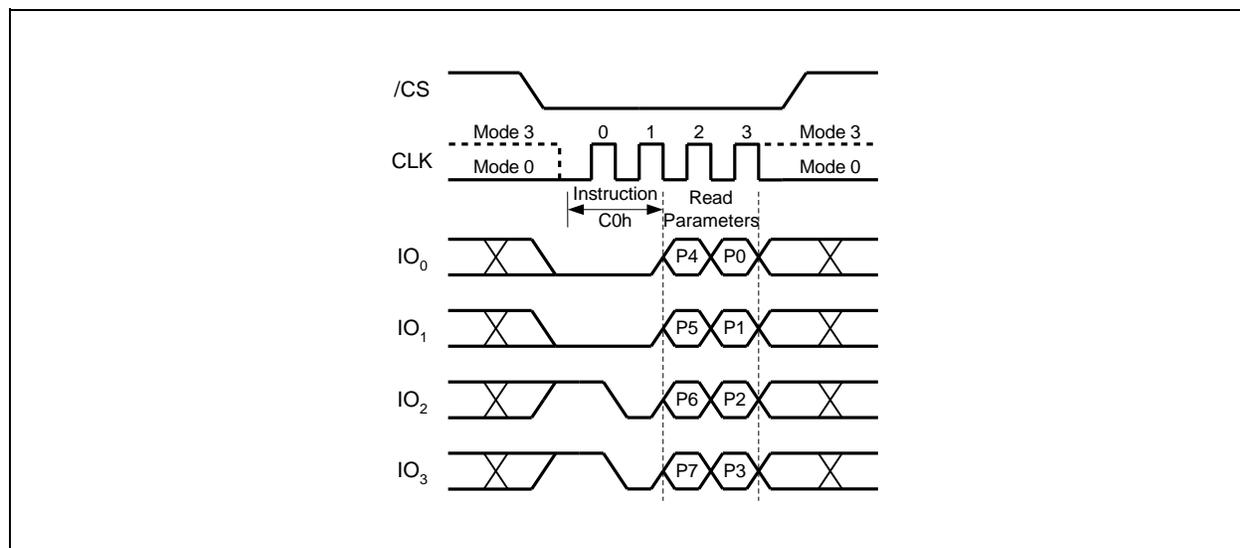 /CS
Mode 3 0 1 2 3 Mode 3
CLK
Mode 0 Mode 0
Instruction Read
C0h Parameters
IO0 P4 P0
IO1 P5 P1
IO2 P6 P2
IO3 P7 P3